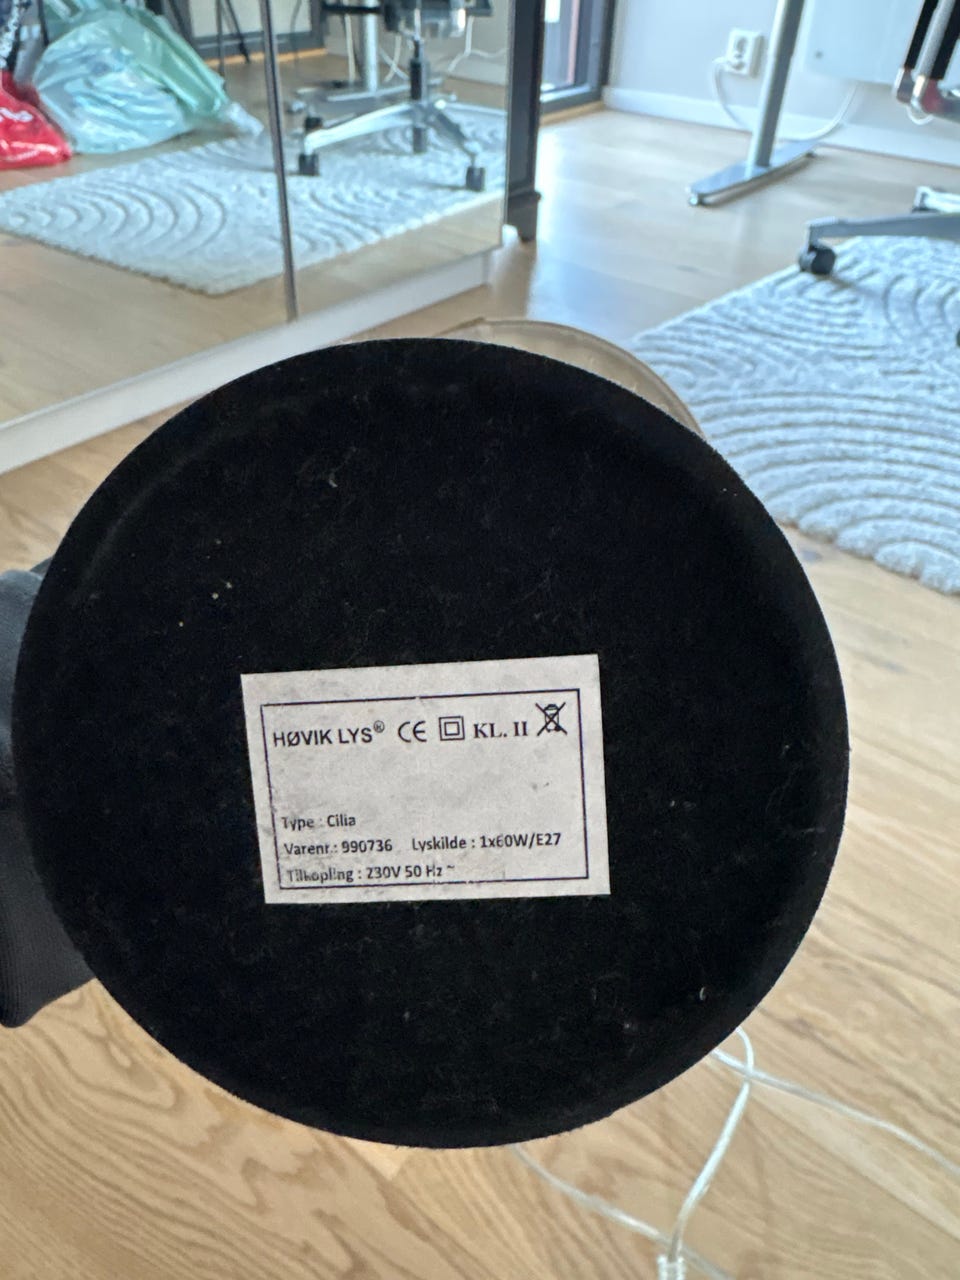 HØVIK LYS® CE KL. II
Type : Cilia
Varenr.: 990736 Lyskilde : 1x60W/E27
Tilkopling : 230V 50 Hz ~